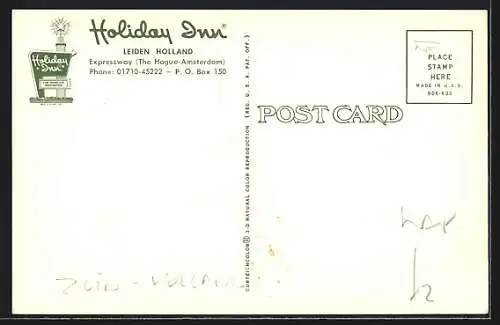 Holiday Inn®
LEIDEN HOLLAND
Expressway (The Hague-Amsterdam)
Phone: 01710-45222 — P. O. Box 150
CURTEICHCOLOR® 3-D NATURAL COLOR REPRODUCTION (REG. U. S. A. PAT. OFF.)
POST CARD
PLACE
STAMP
HERE
MADE IN U.S.A.